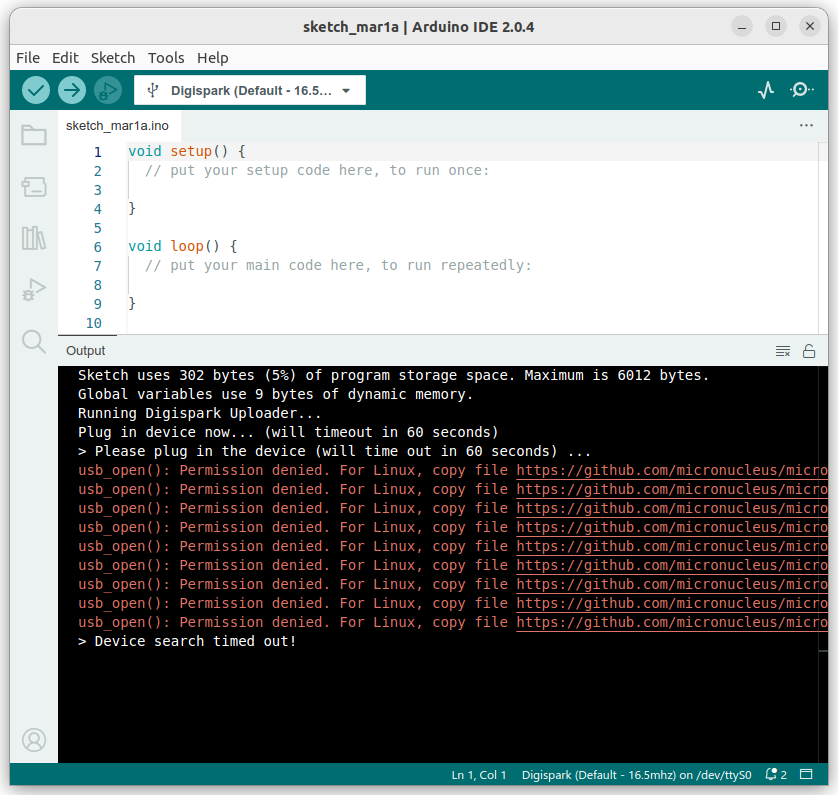 sketch_mar1a | Arduino IDE 2.0.4
File Edit Sketch Tools Help
Digispark (Default - 16.5...
sketch_mar1a.ino
1 void setup() {
2 // put your setup code here, to run once:
3
4 }
5
6 void loop() {
7 // put your main code here, to run repeatedly:
8
9 }
10
Output
Sketch uses 302 bytes (5%) of program storage space. Maximum is 6012 bytes.
Global variables use 9 bytes of dynamic memory.
Running Digispark Uploader...
Plug in device now... (will timeout in 60 seconds)
> Please plug in the device (will time out in 60 seconds) ...
usb_open(): Permission denied. For Linux, copy file https://github.com/micronucleus/micro
usb_open(): Permission denied. For Linux, copy file https://github.com/micronucleus/micro
usb_open(): Permission denied. For Linux, copy file https://github.com/micronucleus/micro
usb_open(): Permission denied. For Linux, copy file https://github.com/micronucleus/micro
usb_open(): Permission denied. For Linux, copy file https://github.com/micronucleus/micro
usb_open(): Permission denied. For Linux, copy file https://github.com/micronucleus/micro
usb_open(): Permission denied. For Linux, copy file https://github.com/micronucleus/micro
usb_open(): Permission denied. For Linux, copy file https://github.com/micronucleus/micro
usb_open(): Permission denied. For Linux, copy file https://github.com/micronucleus/micro
> Device search timed out!
Ln 1, Col 1 Digispark (Default - 16.5mhz) on /dev/ttyS0 2